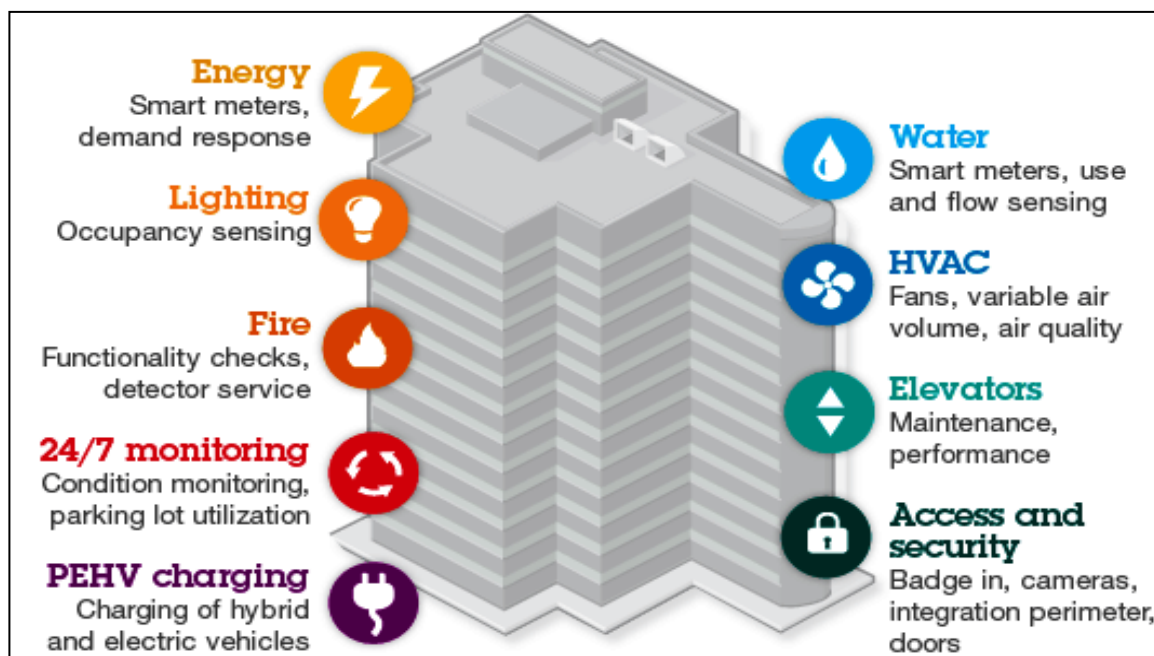 Energy
Smart meters,
demand response
Lighting
Occupancy sensing
Fire
Functionality checks,
detector service
24/7 monitoring
Condition monitoring,
parking lot utilization
PEHV charging
Charging of hybrid
and electric vehicles
Water
Smart meters, use
and flow sensing
HVAC
Fans, variable air
volume, air quality
Elevators
Maintenance,
performance
Access and
security
Badge in, cameras,
integration perimeter,
doors